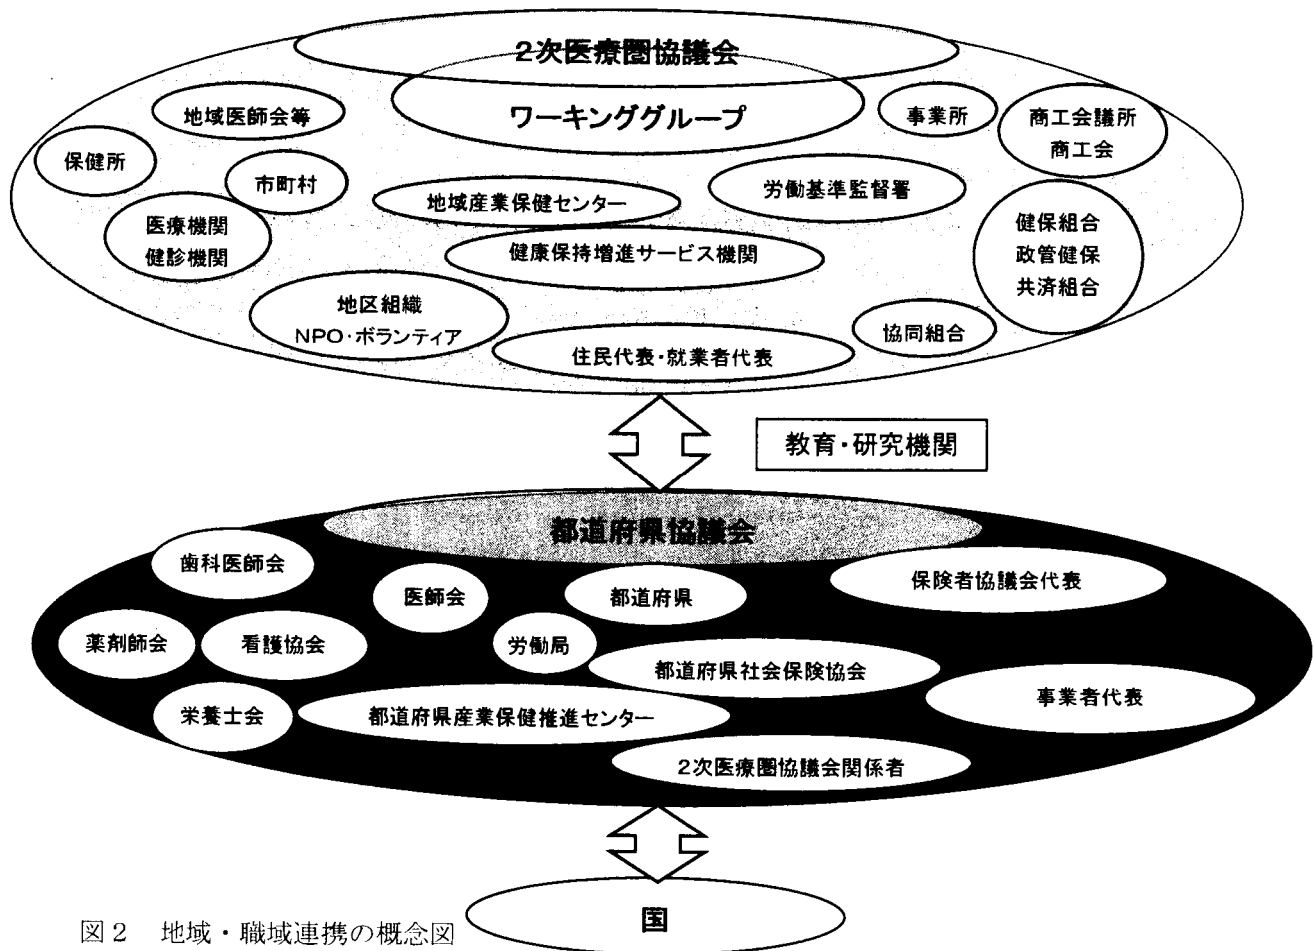 2次医療圏協議会
ワーキンググループ
地域医師会等
事業所
商工会議所
商工会
保健所
市町村
地域産業保健センター
労働基準監督署
医療機関
健診機関
健康保持増進サービス機関
健保組合
政管健保
共済組合
地区組織
NPO・ボランティア
住民代表・就業者代表
協同組合
教育・研究機関
都道府県協議会
歯科医師会
医師会
都道府県
保険者協議会代表
薬剤師会
看護協会
労働局
都道府県社会保険協会
事業者代表
栄養士会
都道府県産業保健推進センター
2次医療圏協議会関係者
国
図2 地域・職域連携の概念図